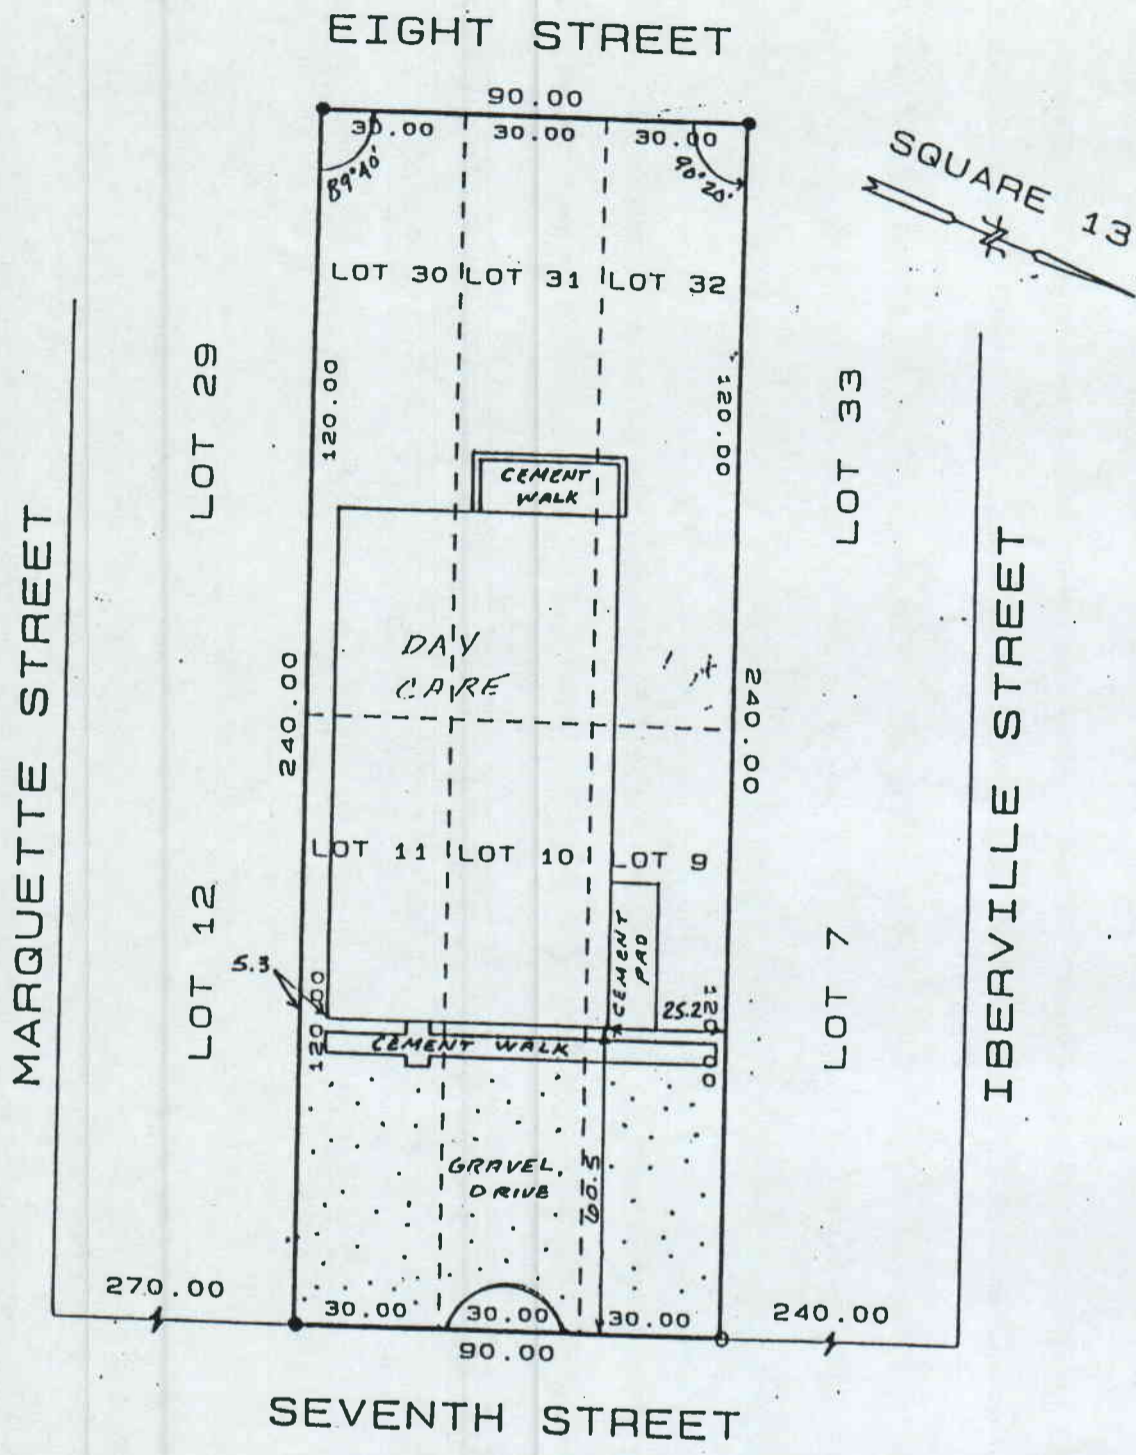 EIGHT STREET
90.00
30.00 30.00 30.00
89°40'
90°20'
SQUARE 13
LOT 30 LOT 31 LOT 32
LOT 29
120.00
120.00
LOT 33
CEMENT
WALK
MARQUETTE STREET
DAY
CARE
240.00
240.00
IBERVILLE STREET
LOT 11 LOT 10 LOT 9
LOT 12
5.3
120.00
CEMENT
PAD
25.2
120.00
LOT 7
CEMENT WALK
GRAVEL
DRIVE
60.5
270.00
30.00 30.00 30.00
240.00
90.00
SEVENTH STREET